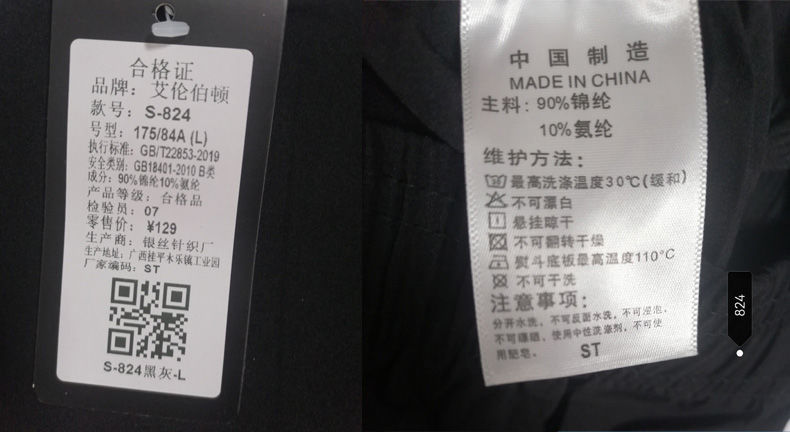 合格证
品牌：艾伦伯顿
款号：S-824
号型：175/84A (L)
执行标准：GB/T22853-2019
安全类别：GB18401-2010 B类
成分：90%锦纶10%氨纶
产品等级：合格品
检验员：07
零售价：¥129
生产商：银丝针织厂
生产地址：广西桂平木乐镇工业园
厂家编码：ST
S-824黑灰-L
中国制造
MADE IN CHINA
主料：90%锦纶
10%氨纶
维护方法：
最高洗涤温度30℃(缓和)
不可漂白
悬挂晾干
不可翻转干燥
熨斗底板最高温度110℃
不可干洗
注意事项：
分开水洗，不可反面水洗，不可浸泡，
不可曝晒、使用中性洗涤剂，不可使
用肥皂。
ST
824